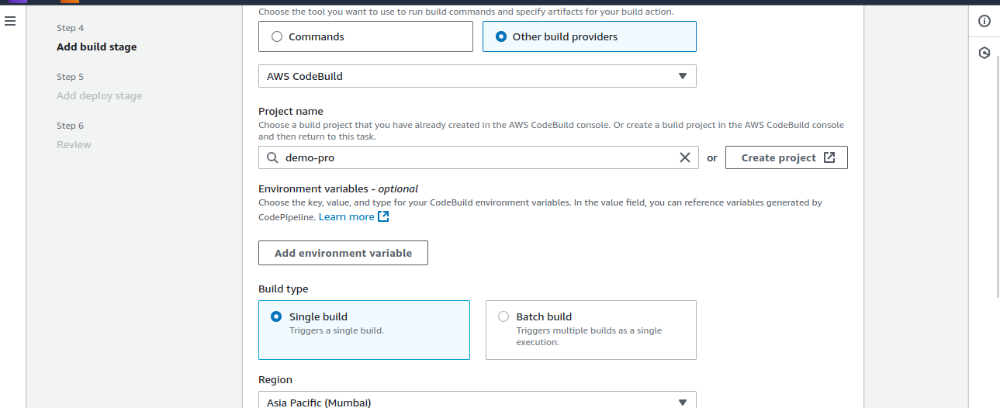 Choose the tool you want to use to run build commands and specify artifacts for your build action.
Step 4
Add build stage
Commands
Other build providers
AWS CodeBuild
Step 5
Add deploy stage
Project name
Choose a build project that you have already created in the AWS CodeBuild console. Or create a build project in the AWS CodeBuild console
and then return to this task.
Step 6
Review
demo-pro
or
Create project
Environment variables - optional
Choose the key, value, and type for your CodeBuild environment variables. In the value field, you can reference variables generated by
CodePipeline. Learn more
Add environment variable
Build type
Single build
Triggers a single build.
Batch build
Triggers multiple builds as a single
execution.
Region
Asia Pacific (Mumbai)